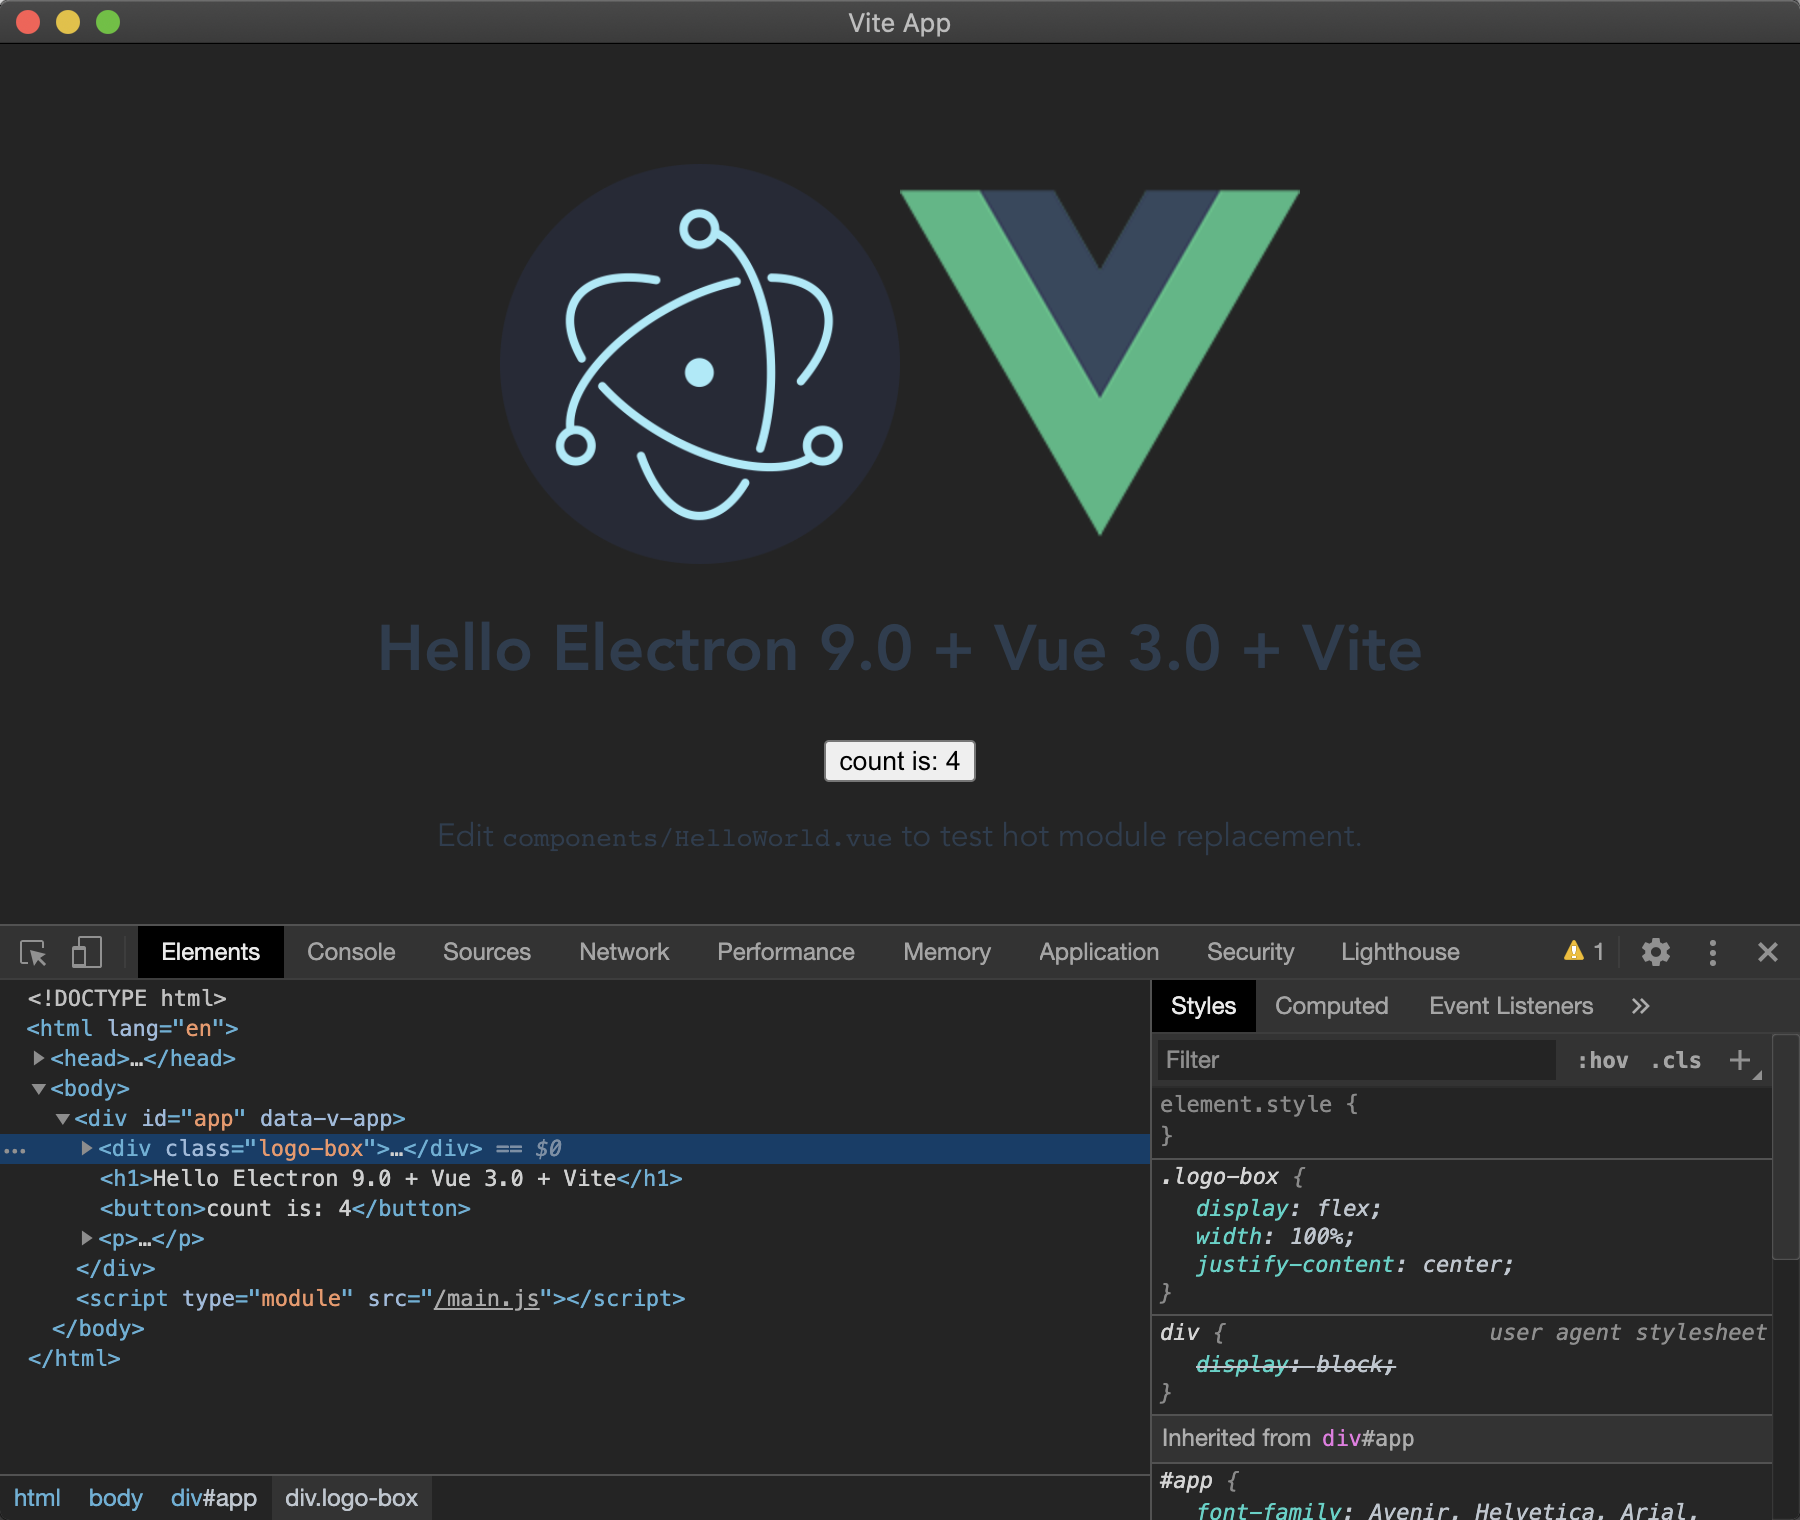 Vite App
Hello Electron 9.0 + Vue 3.0 + Vite
count is: 4
Edit components/HelloWorld.vue to test hot module replacement.
Elements Console Sources Network Performance Memory Application Security Lighthouse 1
<!DOCTYPE html>
<html lang="en">
<head>…</head>
<body>
<div id="app" data-v-app>
… <div class="logo-box">…</div> == $0
<h1>Hello Electron 9.0 + Vue 3.0 + Vite</h1>
<button>count is: 4</button>
<p>…</p>
</div>
<script type="module" src="/main.js"></script>
</body>
</html>
html body div#app div.logo-box
Styles Computed Event Listeners »
Filter :hov .cls +
element.style {
}
.logo-box {
display: flex;
width: 100%;
justify-content: center;
}
div { user agent stylesheet
display: block;
}
Inherited from div#app
#app {
font-family: Avenir, Helvetica, Arial,